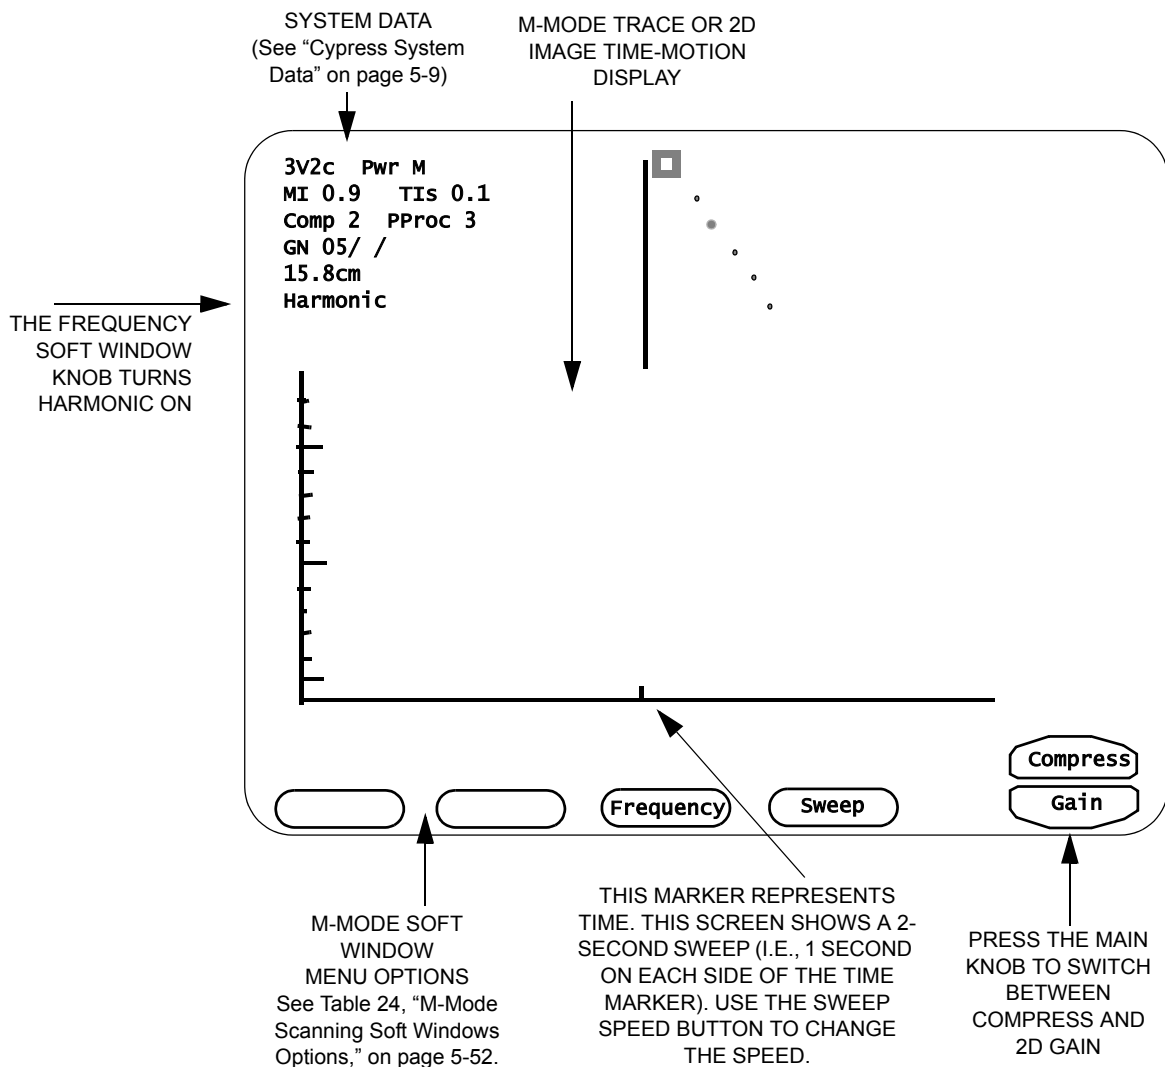 SYSTEM DATA
(See “Cypress System
Data” on page 5-9)
M-MODE TRACE OR 2D
IMAGE TIME-MOTION
DISPLAY
3V2c Pwr M
MI 0.9 TIs 0.1
Comp 2 PProc 3
GN 05/ /
15.8cm
Harmonic
THE FREQUENCY
SOFT WINDOW
KNOB TURNS
HARMONIC ON
Compress
Frequency
Sweep
Gain
M-MODE SOFT
WINDOW
MENU OPTIONS
See Table 24, “M-Mode
Scanning Soft Windows
Options,” on page 5-52.
THIS MARKER REPRESENTS
TIME. THIS SCREEN SHOWS A 2-
SECOND SWEEP (I.E., 1 SECOND
ON EACH SIDE OF THE TIME
MARKER). USE THE SWEEP
SPEED BUTTON TO CHANGE
THE SPEED.
PRESS THE MAIN
KNOB TO SWITCH
BETWEEN
COMPRESS AND
2D GAIN